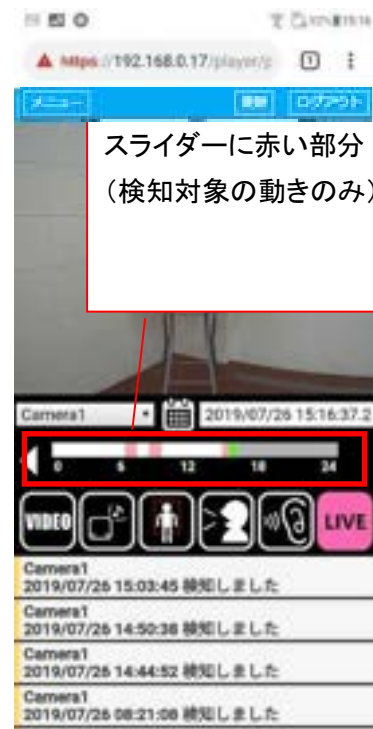 https://192.168.0.17/player/p
1
メニュー
更新
ログアウト
スライダーに赤い部分
（検知対象の動きのみ）
Camera1
2019/07/26 15:16:37.2
0 6 12 18 24
VIDEO
LIVE
Camera1
2019/07/26 15:03:45 検知しました
Camera1
2019/07/26 14:50:38 検知しました
Camera1
2019/07/26 14:44:52 検知しました
Camera1
2019/07/26 08:21:08 検知しました